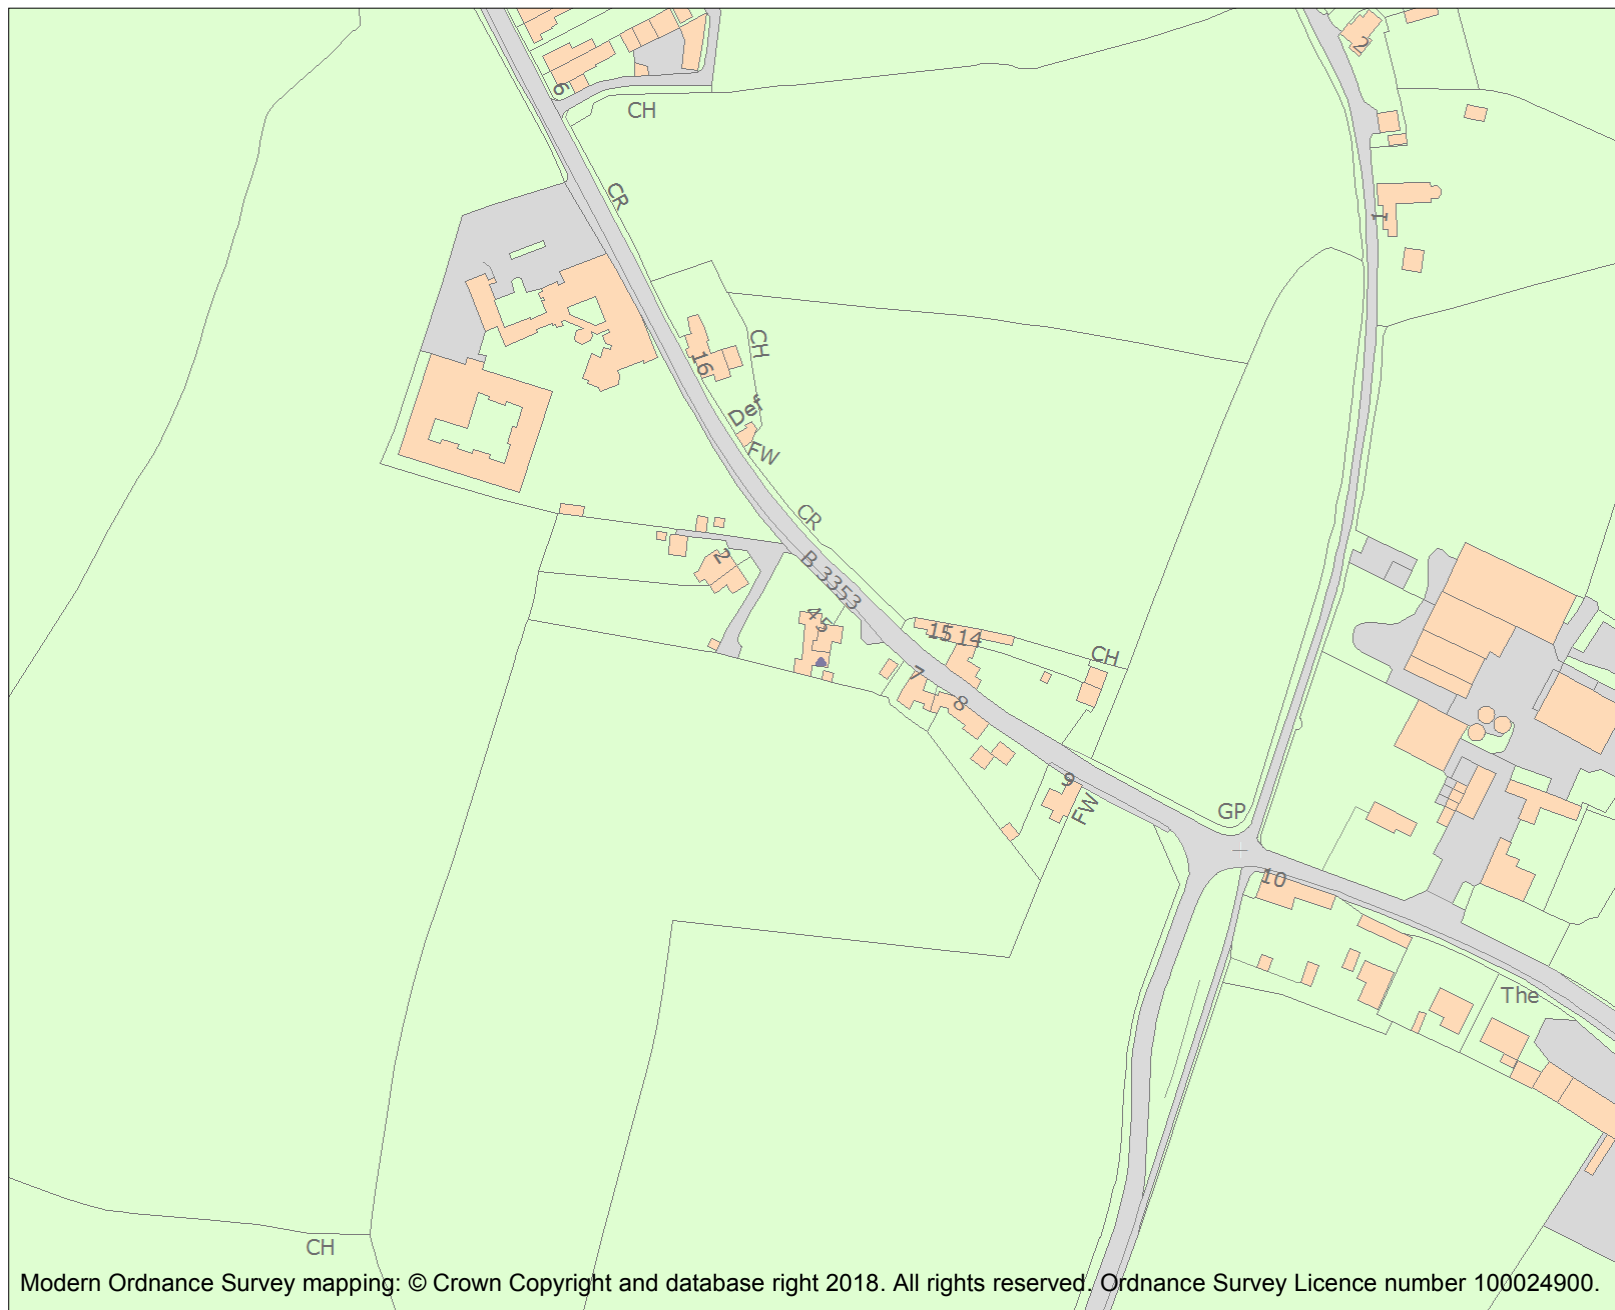 2
6
CH
CR
1
CH
16
Def
FW
CR
2
B 3353
4
5
15 14
CH
7
8
9
FW
GP
10
The
CH
Modern Ordnance Survey mapping: © Crown Copyright and database right 2018. All rights reserved. Ordnance Survey Licence number 100024900.